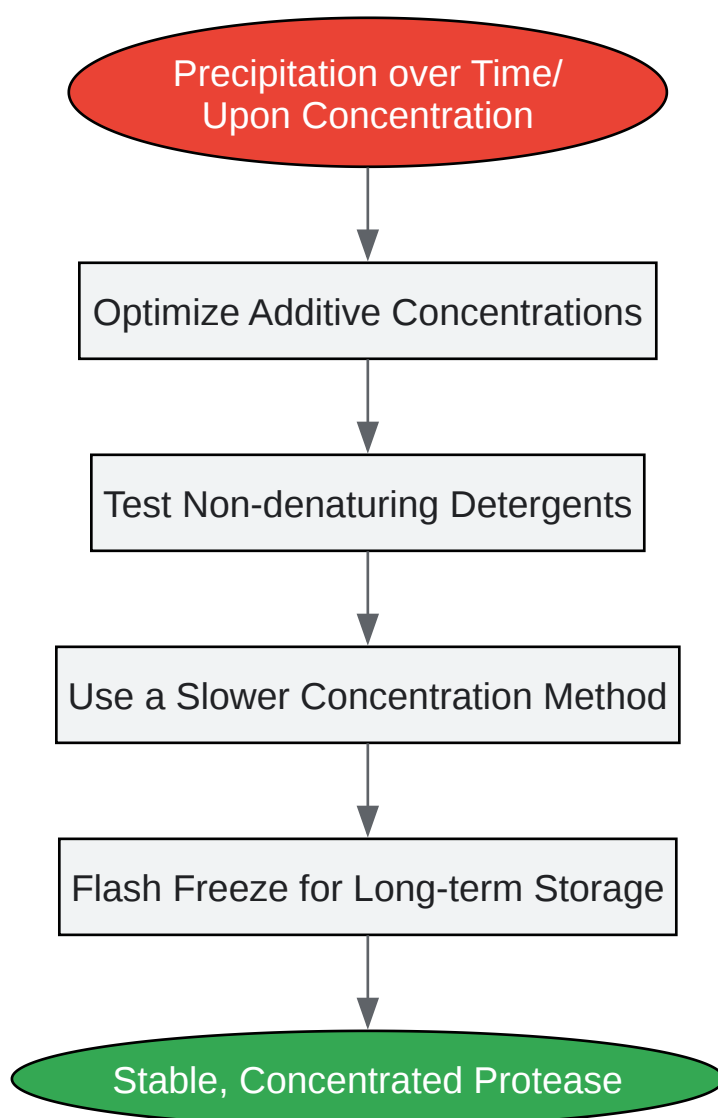 Precipitation over Time/
Upon Concentration
Optimize Additive Concentrations
Test Non-denaturing Detergents
Use a Slower Concentration Method
Flash Freeze for Long-term Storage
Stable, Concentrated Protease